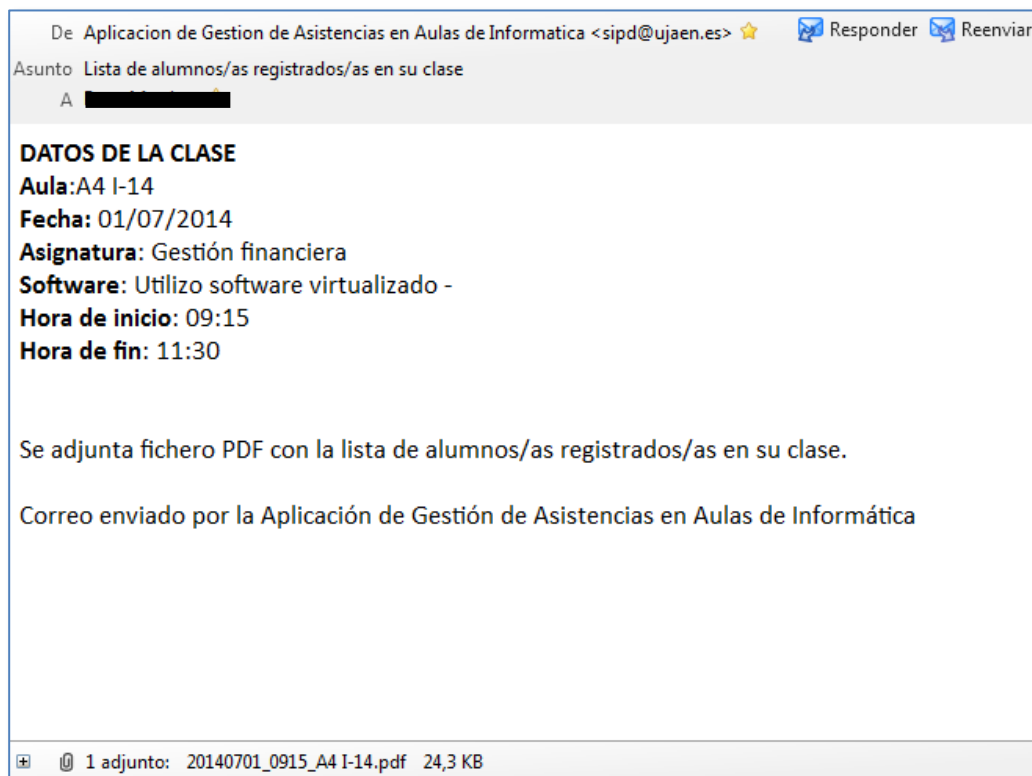 De Aplicacion de Gestion de Asistencias en Aulas de Informatica <sipd@ujaen.es> Responder Reenviar
Asunto Lista de alumnos/as registrados/as en su clase
A
DATOS DE LA CLASE
Aula:A4 I-14
Fecha: 01/07/2014
Asignatura: Gestión financiera
Software: Utilizo software virtualizado -
Hora de inicio: 09:15
Hora de fin: 11:30
Se adjunta fichero PDF con la lista de alumnos/as registrados/as en su clase.
Correo enviado por la Aplicación de Gestión de Asistencias en Aulas de Informática
1 adjunto: 20140701_0915_A4 I-14.pdf 24,3 KB